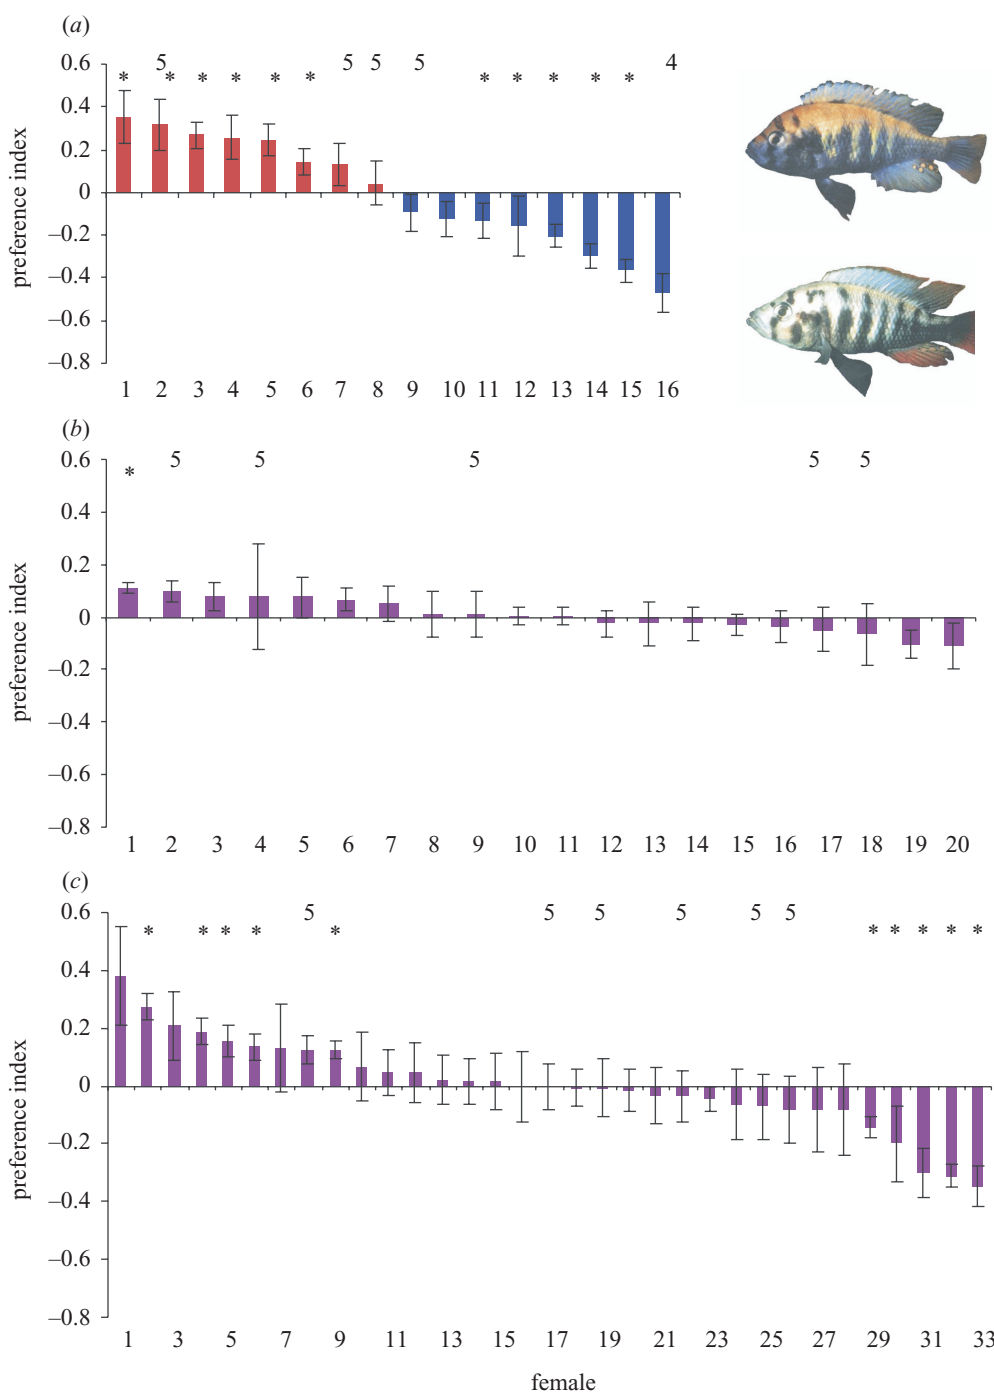 (a)
5 5 5 5 4
0.6
* * * * * * * * * * *
0.4
0.2
0
–0.2
–0.4
–0.6
–0.8
preference index
1 2 3 4 5 6 7 8 9 10 11 12 13 14 15 16
(b)
0.6 5 5 5 5 5
*
0.4
0.2
0
–0.2
–0.4
–0.6
–0.8
preference index
1 2 3 4 5 6 7 8 9 10 11 12 13 14 15 16 17 18 19 20
(c)
0.6 5 5 5 5 5 5
* * * * * * * * * *
0.4
0.2
0
–0.2
–0.4
–0.6
–0.8
preference index
1 3 5 7 9 11 13 15 17 19 21 23 25 27 29 31 33
female